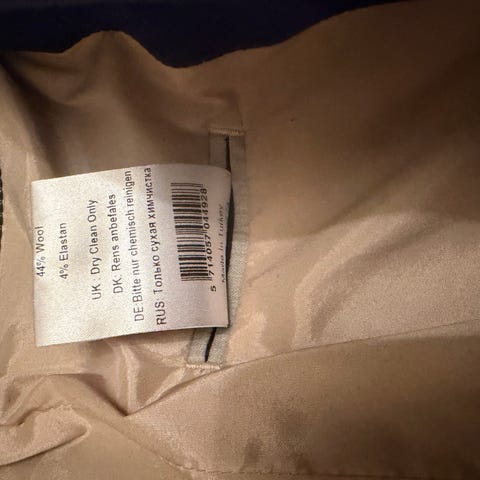 44% Wool
4% Elastan
UK: Dry Clean Only
DK: Rens anbefales
DE:Bitte nur chemisch reinigen
RUS Только сухая химчистка
5 714057 044928
Made in Turkey